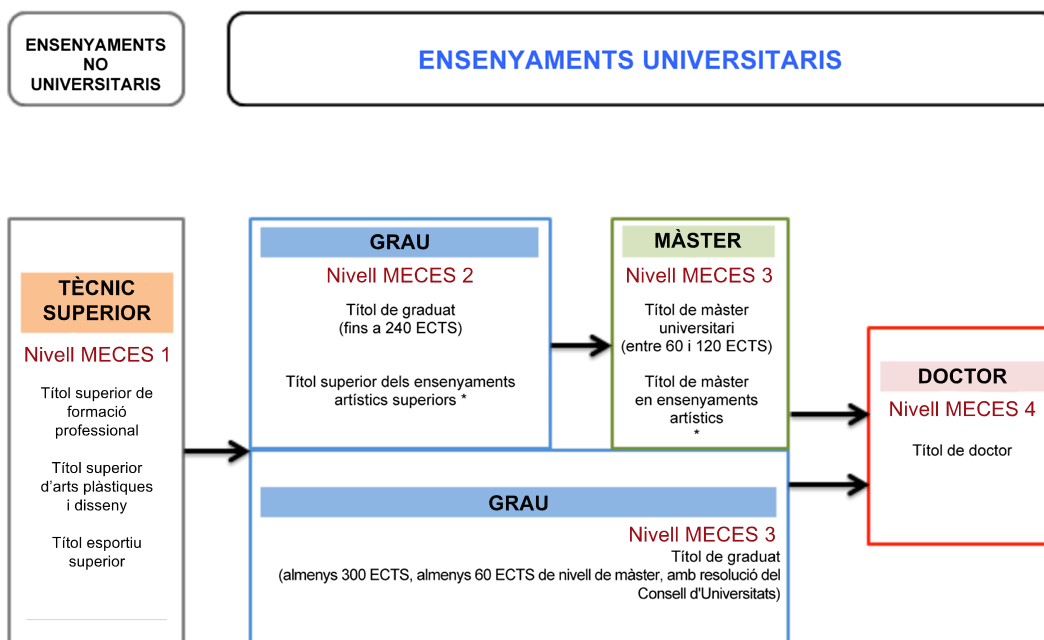 ENSENYAMENTS
NO
UNIVERSITARIS
ENSENYAMENTS UNIVERSITARIS
TÈCNIC
SUPERIOR
Nivell MECES 1
Títol superior de
formació
professional
Títol superior
d’arts plàstiques
i disseny
Títol esportiu
superior
GRAU
Nivell MECES 2
Títol de graduat
(fins a 240 ECTS)
Títol superior dels ensenyaments
artístics superiors *
MÀSTER
Nivell MECES 3
Títol de màster
universitari
(entre 60 i 120 ECTS)
Títol de màster
en ensenyaments
artístics
*
GRAU
Nivell MECES 3
Títol de graduat
(almenys 300 ECTS, almenys 60 ECTS de nivell de màster, amb resolució del
Consell d'Universitats)
DOCTOR
Nivell MECES 4
Títol de doctor